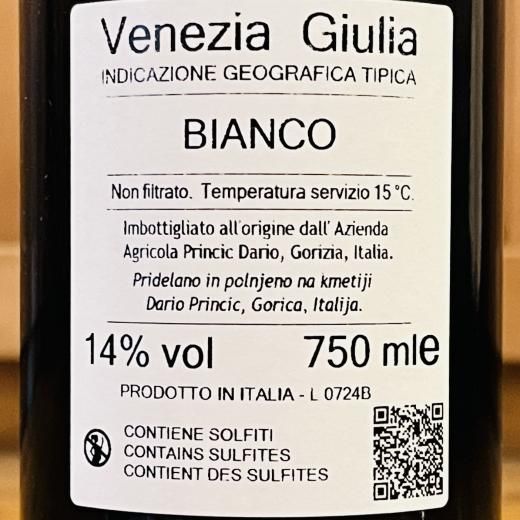 Venezia Giulia
INDICAZIONE GEOGRAFICA TIPICA
BIANCO
Non filtrato. Temperatura servizio 15 °C.
Imbottigliato all'origine dall' Azienda
Agricola Princic Dario, Gorizia, Italia.
Pridelano in polnjeno na kmetiji
Dario Princic, Gorica, Italija.
14% vol 750 mle
PRODOTTO IN ITALIA - L 0724B
CONTIENE SOLFITI
CONTAINS SULFITES
CONTIENT DES SULFITES